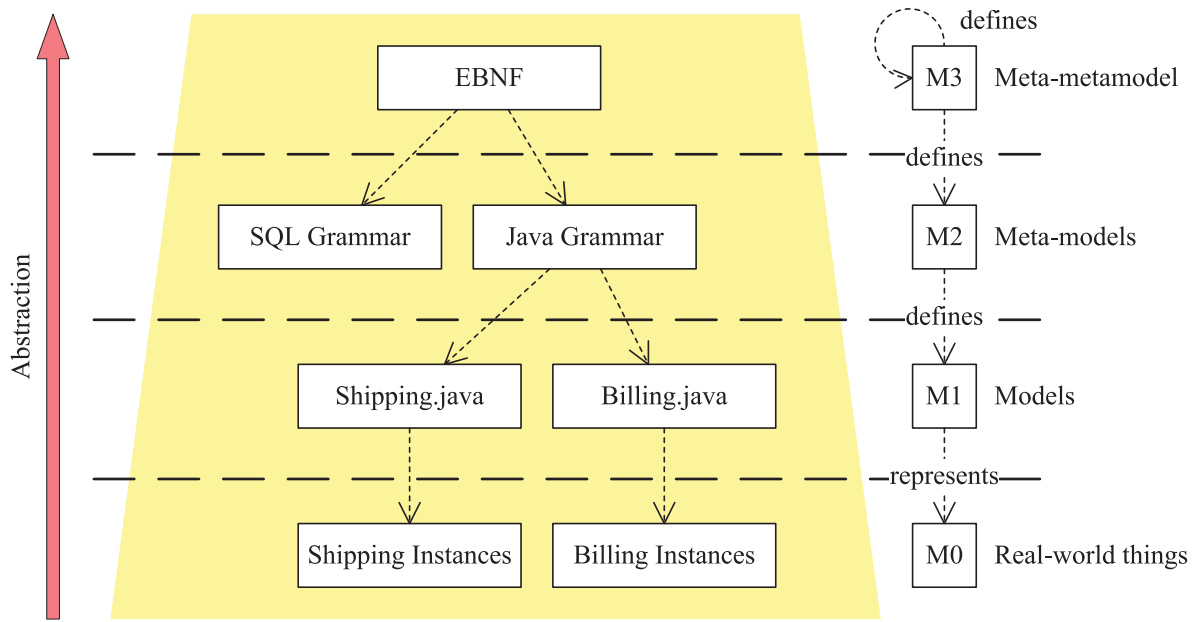 defines
EBNF
M3
Meta-metamodel
defines
SQL Grammar
Java Grammar
M2
Meta-models
defines
Abstraction
Shipping.java
Billing.java
M1
Models
represents
Shipping Instances
Billing Instances
M0
Real-world things